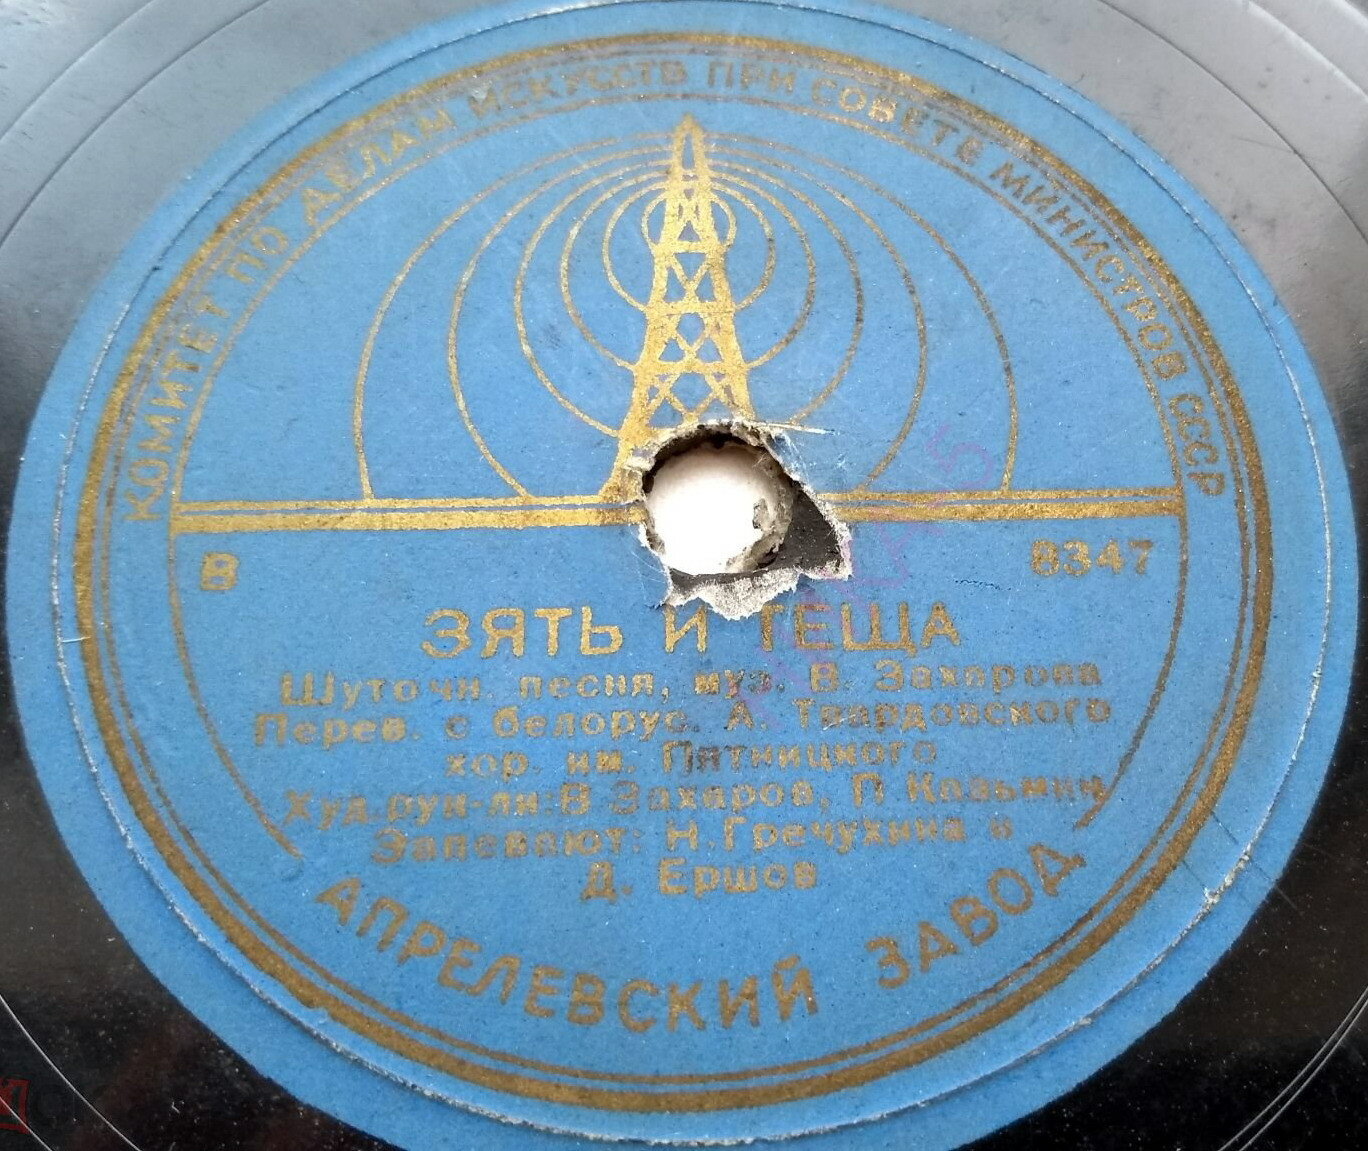 КОМИТЕТ ПО ДЕЛАМ ИСКУССТВ ПРИ СОВЕТЕ МИНИСТРОВ СССР
В 8347
ЗЯТЬ И ТЕЩА
Шуточн. песня, муз. В. Захарова
Перев. с белорус. А. Твардовского
хор. им. Пятницкого
Худ.рук-ли:В Захаров, П Казьмин
Запевают: Н.Гречухина и
Д. Ершов
АПРЕЛЕВСКИЙ ЗАВОД